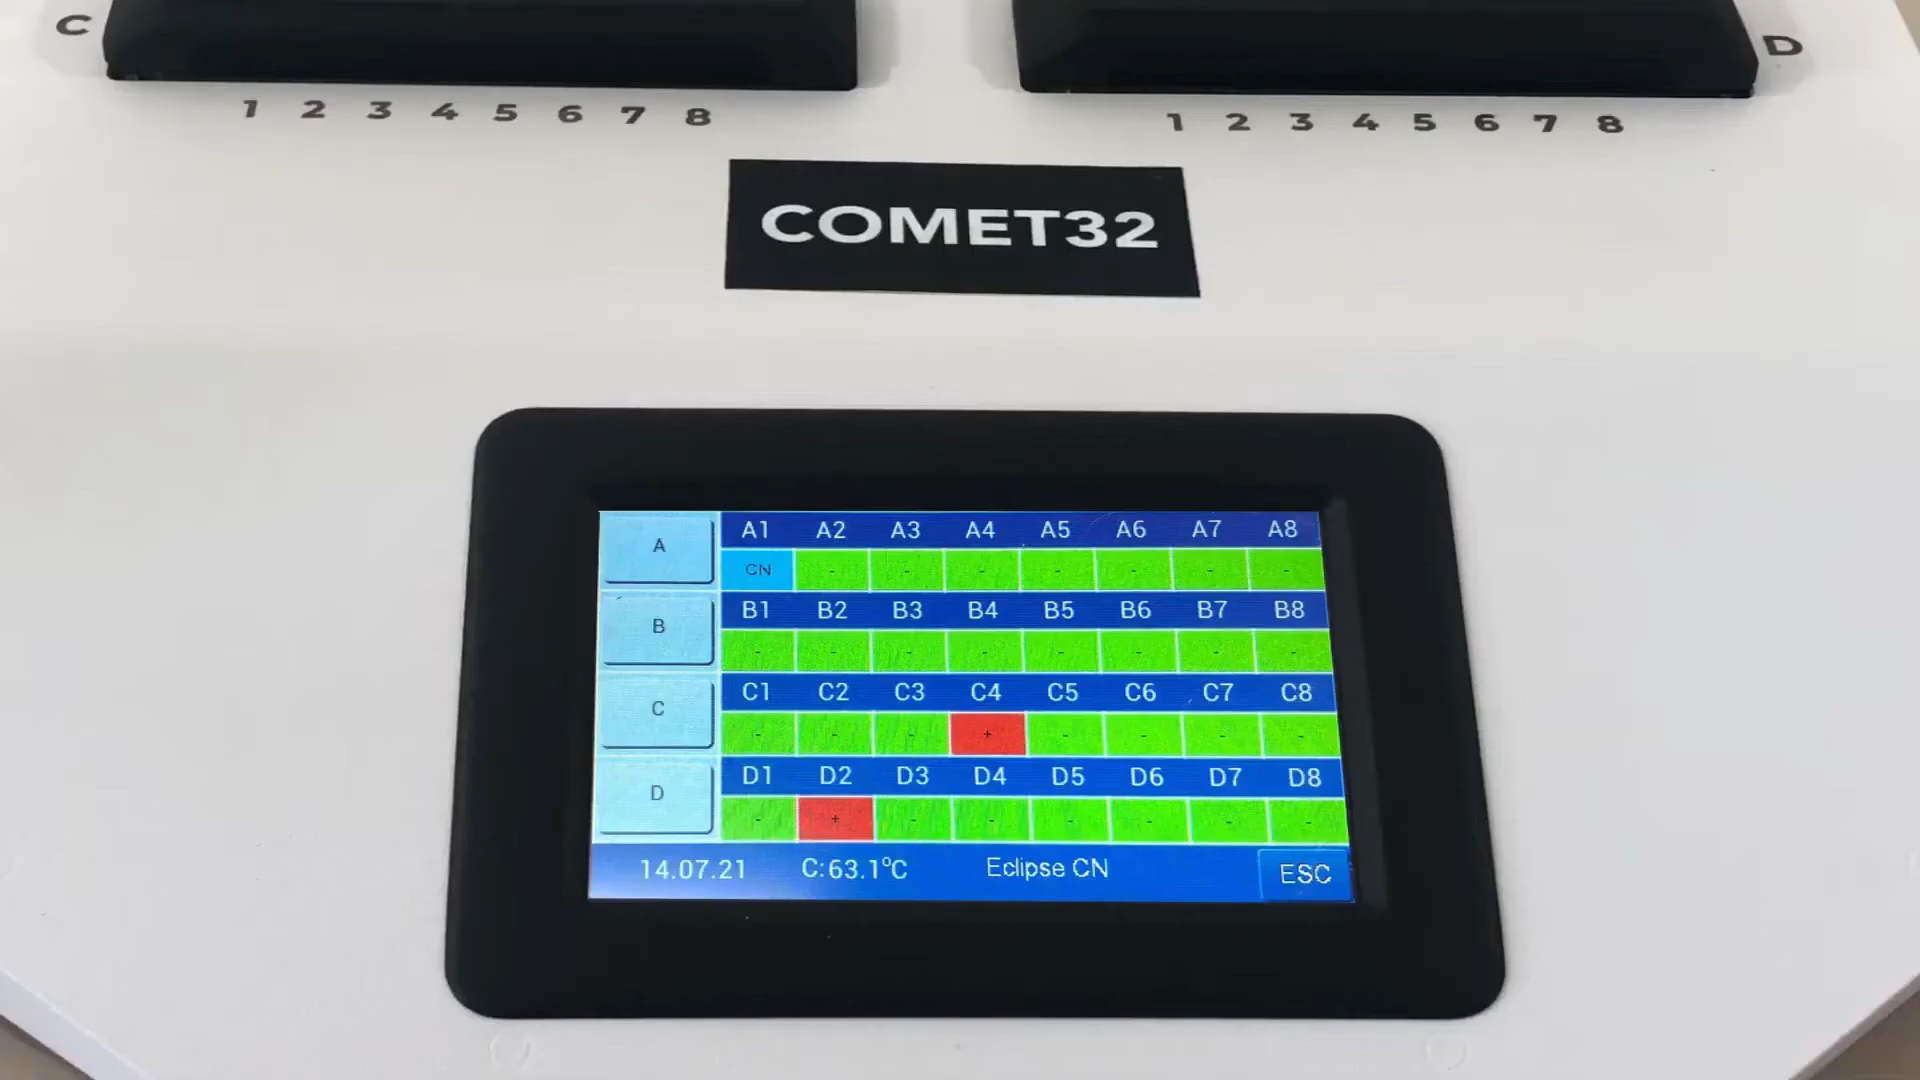 C D
1 2 3 4 5 6 7 8 1 2 3 4 5 6 7 8
COMET32
A A1 A2 A3 A4 A5 A6 A7 A8
CN - - - - - - -
B B1 B2 B3 B4 B5 B6 B7 B8
- - - - - - - -
C C1 C2 C3 C4 C5 C6 C7 C8
- - - + - - - -
D D1 D2 D3 D4 D5 D6 D7 D8
- + - - - - - -
14.07.21 C:63.1ºC Eclipse CN ESC